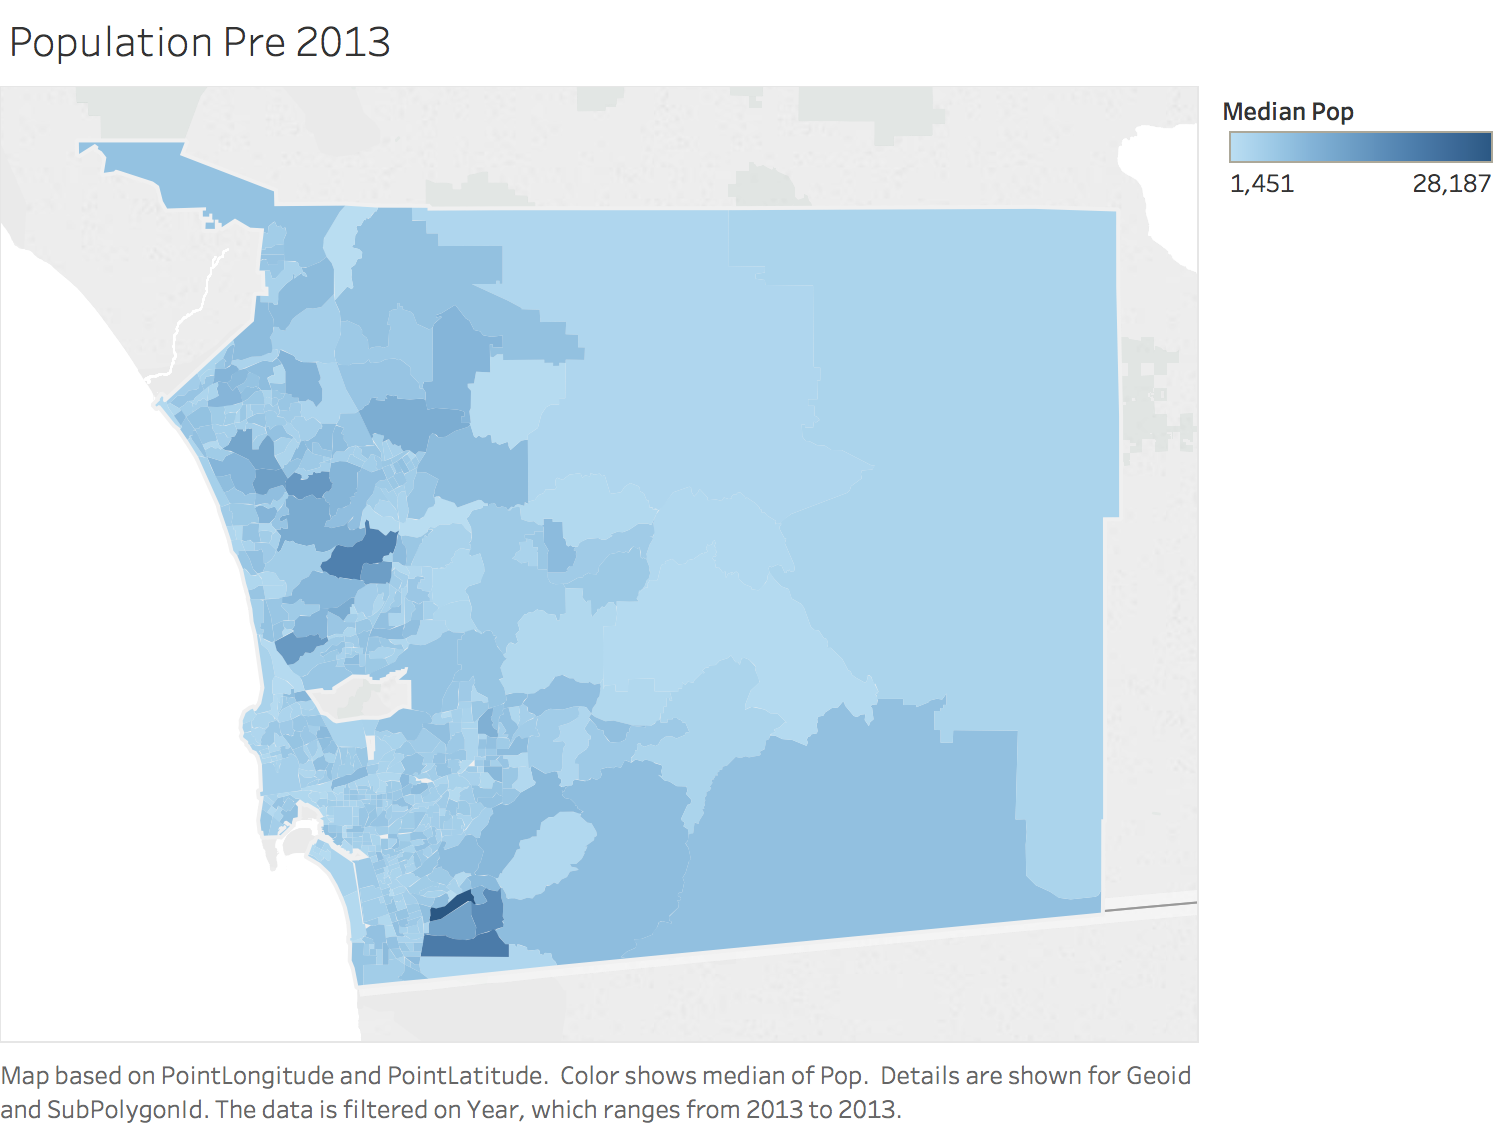 Population Pre 2013
Median Pop
1,451 28,187
Map based on PointLongitude and PointLatitude.  Color shows median of Pop.  Details are shown for Geoid
and SubPolygonId. The data is filtered on Year, which ranges from 2013 to 2013.